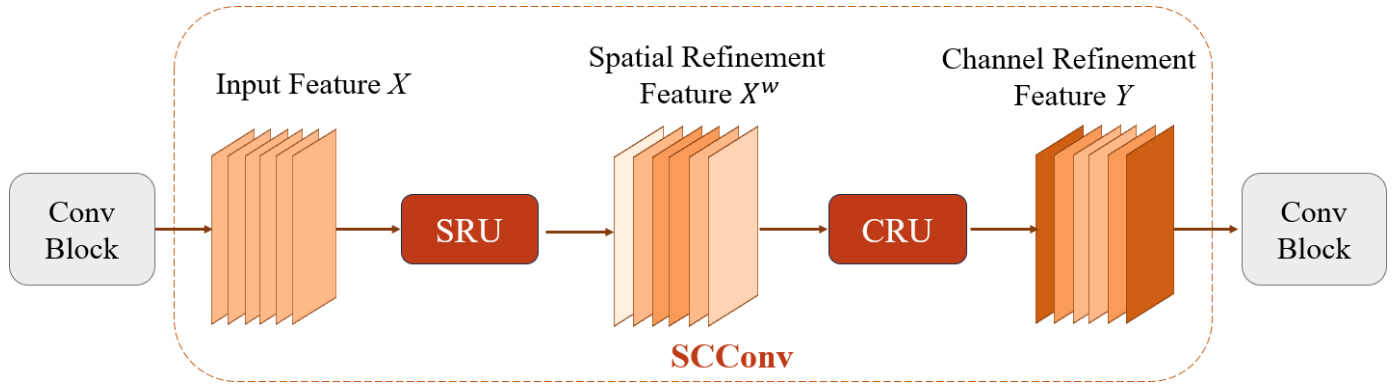 Input Feature X
Spatial Refinement
Feature X^w
Channel Refinement
Feature Y
Conv
Block
SRU
CRU
Conv
Block
SCConv